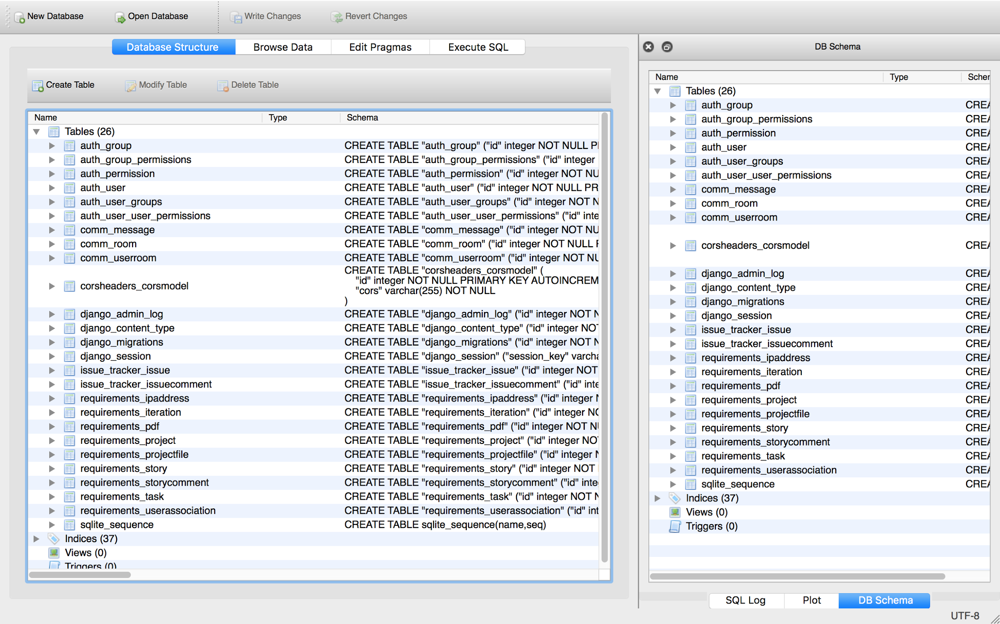 New Database Open Database Write Changes Revert Changes
Database Structure Browse Data Edit Pragmas Execute SQL
Create Table Modify Table Delete Table
Name Type Schema
Tables (26)
auth_group CREATE TABLE "auth_group" ("id" integer NOT NULL P
auth_group_permissions CREATE TABLE "auth_group_permissions" ("id" integer
auth_permission CREATE TABLE "auth_permission" ("id" integer NOT NU
auth_user CREATE TABLE "auth_user" ("id" integer NOT NULL PR
auth_user_groups CREATE TABLE "auth_user_groups" ("id" integer NOT N
auth_user_user_permissions CREATE TABLE "auth_user_user_permissions" ("id" inte
comm_message CREATE TABLE "comm_message" ("id" integer NOT NU
comm_room CREATE TABLE "comm_room" ("id" integer NOT NULL
comm_userroom CREATE TABLE "comm_userroom" ("id" integer NOT NU
corsheaders_corsmodel CREATE TABLE "corsheaders_corsmodel" (
"id" integer NOT NULL PRIMARY KEY AUTOINCREM
"cors" varchar(255) NOT NULL
)
django_admin_log CREATE TABLE "django_admin_log" ("id" integer NOT N
django_content_type CREATE TABLE "django_content_type" ("id" integer NOT
django_migrations CREATE TABLE "django_migrations" ("id" integer NOT N
django_session CREATE TABLE "django_session" ("session_key" varcha
issue_tracker_issue CREATE TABLE "issue_tracker_issue" ("id" integer NOT
issue_tracker_issuecomment CREATE TABLE "issue_tracker_issuecomment" ("id" inte
requirements_ipaddress CREATE TABLE "requirements_ipaddress" ("id" integer N
requirements_iteration CREATE TABLE "requirements_iteration" ("id" integer NO
requirements_pdf CREATE TABLE "requirements_pdf" ("id" integer NOT NU
requirements_project CREATE TABLE "requirements_project" ("id" integer NO
requirements_projectfile CREATE TABLE "requirements_projectfile" ("id" integer N
requirements_story CREATE TABLE "requirements_story" ("id" integer NOT
requirements_storycomment CREATE TABLE "requirements_storycomment" ("id" inte
requirements_task CREATE TABLE "requirements_task" ("id" integer NOT N
requirements_userassociation CREATE TABLE "requirements_userassociation" ("id" int
sqlite_sequence CREATE TABLE sqlite_sequence(name,seq)
Indices (37)
Views (0)
Triggers (0)
DB Schema
Name Type Scher
Tables (26)
auth_group CREA
auth_group_permissions CREA
auth_permission CREA
auth_user CREA
auth_user_groups CREA
auth_user_user_permissions CREA
comm_message CREA
comm_room CREA
comm_userroom CREA
corsheaders_corsmodel CREA
django_admin_log CREA
django_content_type CREA
django_migrations CREA
django_session CREA
issue_tracker_issue CREA
issue_tracker_issuecomment CREA
requirements_ipaddress CREA
requirements_iteration CREA
requirements_pdf CREA
requirements_project CREA
requirements_projectfile CREA
requirements_story CREA
requirements_storycomment CREA
requirements_task CREA
requirements_userassociation CREA
sqlite_sequence CREA
Indices (37)
Views (0)
Triggers (0)
SQL Log Plot DB Schema
UTF-8